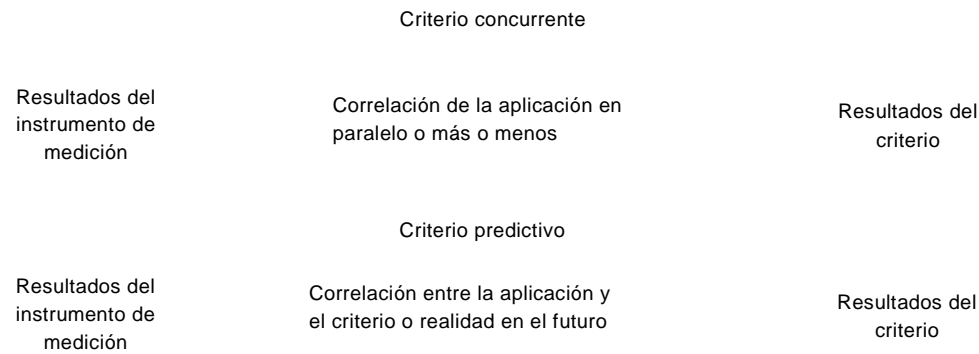 Criterio concurrente
Resultados del
instrumento de
medición
Correlación de la aplicación en
paralelo o más o menos
Resultados del
criterio
Criterio predictivo
Resultados del
instrumento de
medición
Correlación entre la aplicación y
el criterio o realidad en el futuro
Resultados del
criterio